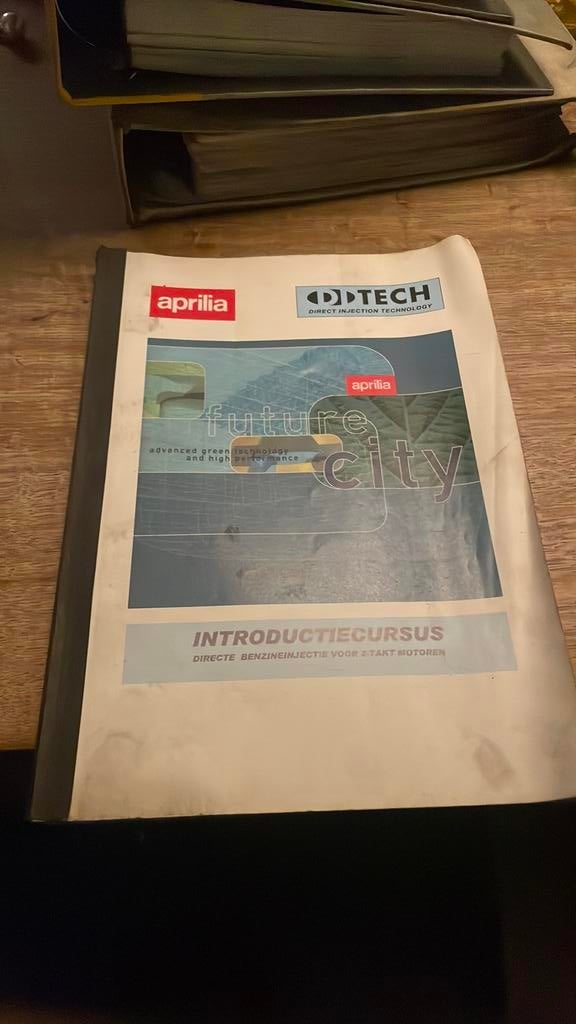 aprilia
DITECH
DIRECT INJECTION TECHNOLOGY
aprilia
future
advanced green technology
and high performance
city
INTRODUCTIECURSUS
DIRECTE BENZINEINJECTIE VOOR 2-TAKT MOTOREN